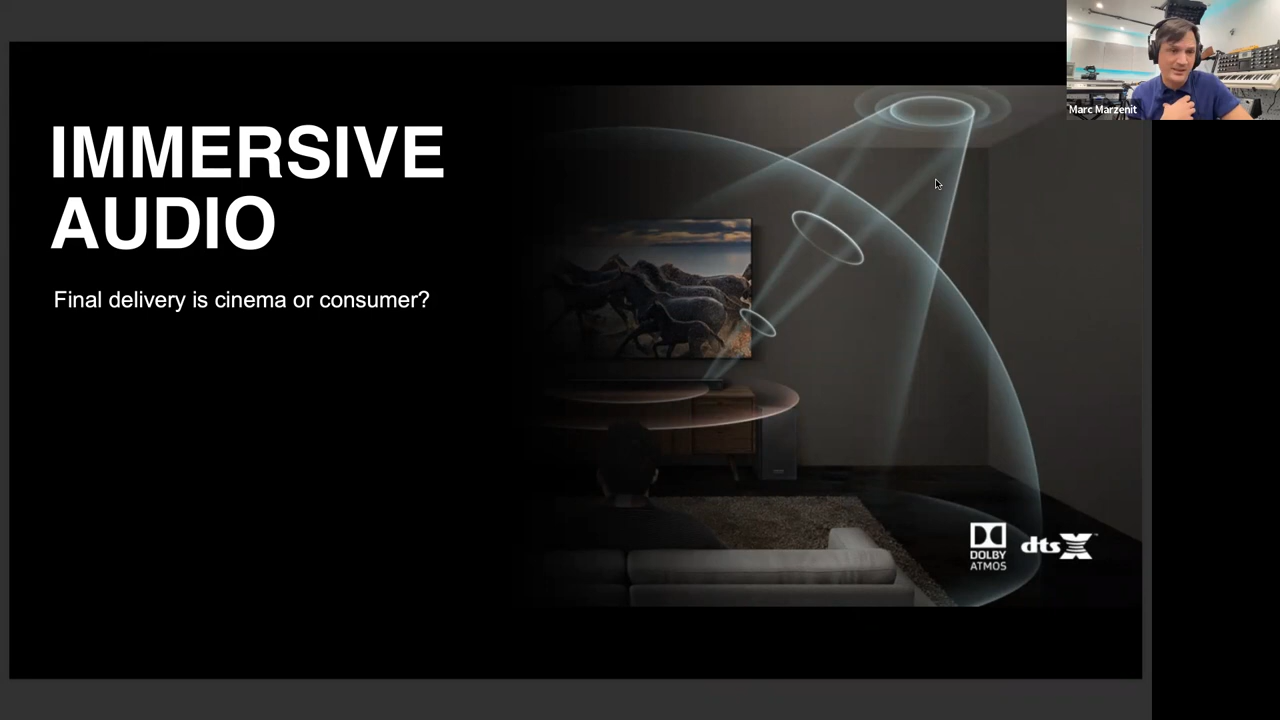 Marc Marzenit
IMMERSIVE
AUDIO
Final delivery is cinema or consumer?
DOLBY
ATMOS
dts X